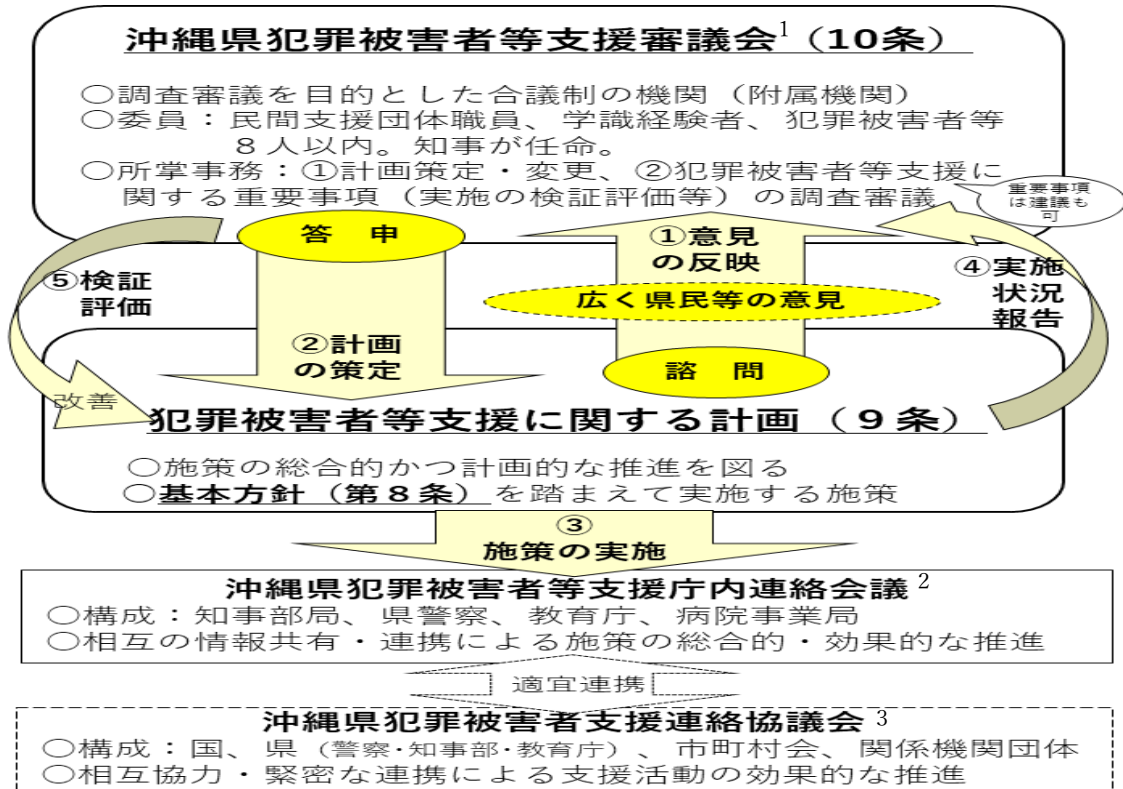 沖縄県犯罪被害者等支援審議会1（10条）
○調査審議を目的とした合議制の機関（附属機関）
○委員：民間支援団体職員、学識経験者、犯罪被害者等
８人以内。知事が任命。
○所掌事務：①計画策定・変更、②犯罪被害者等支援に
関する重要事項（実施の検証評価等）の調査審議
重要事項
は建議も
可
答　申
①意見
の反映
⑤検証
評価
④実施
状況
報告
広く県民等の意見
②計画
の策定
諮　問
改善
犯罪被害者等支援に関する計画（９条）
○施策の総合的かつ計画的な推進を図る
○基本方針（第８条）を踏まえて実施する施策
③
施策の実施
沖縄県犯罪被害者等支援庁内連絡会議2
○構成：知事部局、県警察、教育庁、病院事業局
○相互の情報共有・連携による施策の総合的・効果的な推進
適宜連携
沖縄県犯罪被害者支援連絡協議会3
○構成：国、県（警察･知事部･教育庁）、市町村会、関係機関団体
○相互協力・緊密な連携による支援活動の効果的な推進